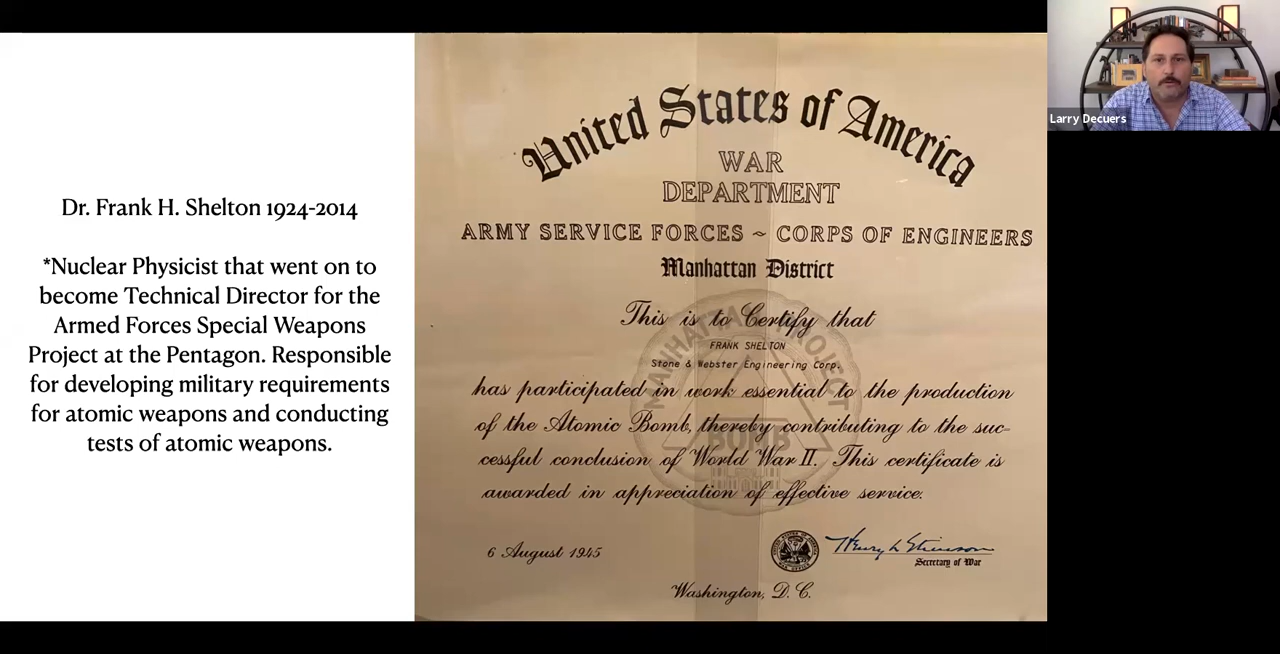 Dr. Frank H. Shelton 1924-2014
*Nuclear Physicist that went on to
become Technical Director for the
Armed Forces Special Weapons
Project at the Pentagon. Responsible
for developing military requirements
for atomic weapons and conducting
tests of atomic weapons.
United States of America
WAR
DEPARTMENT
ARMY SERVICE FORCES ~ CORPS OF ENGINEERS
Manhattan District
This is to Certify that
FRANK SHELTON
Stone & Webster Engineering Corp.
has participated in work essential to the production
of the Atomic Bomb, thereby contributing to the suc-
cessful conclusion of World War II. This certificate is
awarded in appreciation of effective service.
MANHATTAN PROJECT
BOMB
6 August 1945
Henry L Stimson
Secretary of War
Washington, D.C.
Larry Decuers